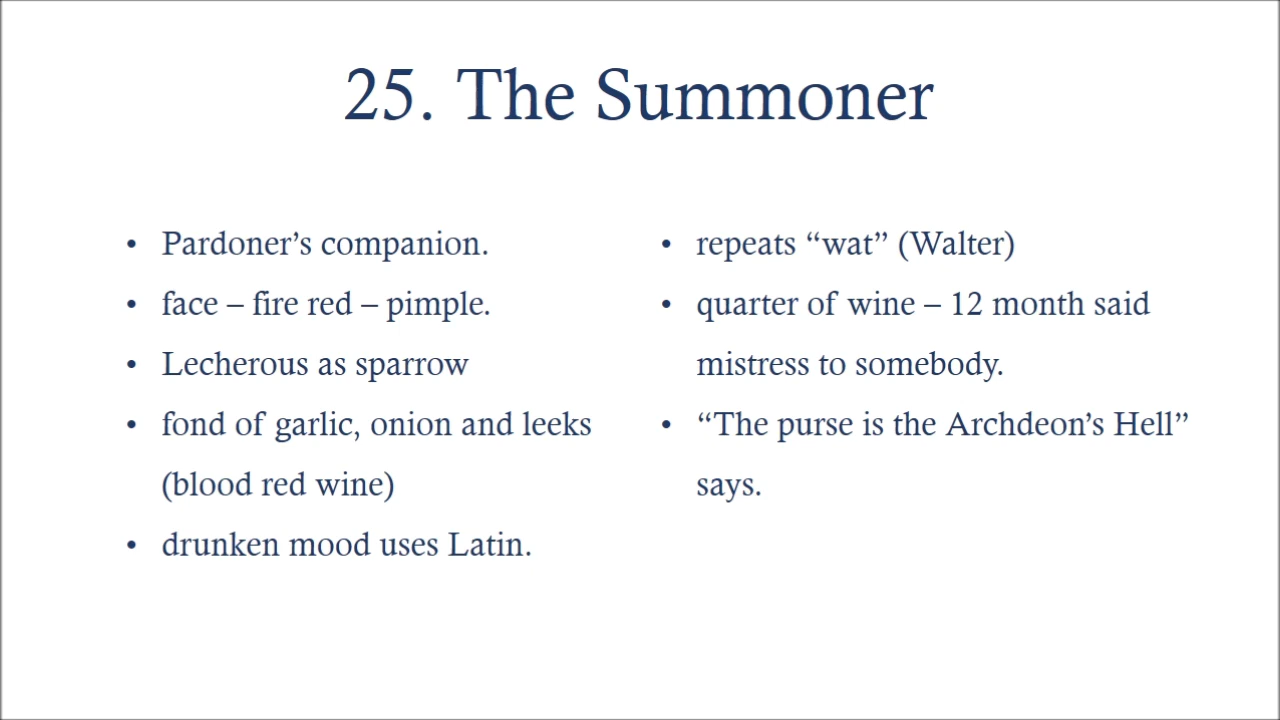 25. The Summoner
• Pardoner’s companion.
• face – fire red – pimple.
• Lecherous as sparrow
• fond of garlic, onion and leeks
(blood red wine)
• drunken mood uses Latin.
• repeats “wat” (Walter)
• quarter of wine – 12 month said
mistress to somebody.
• “The purse is the Archdeon’s Hell”
says.